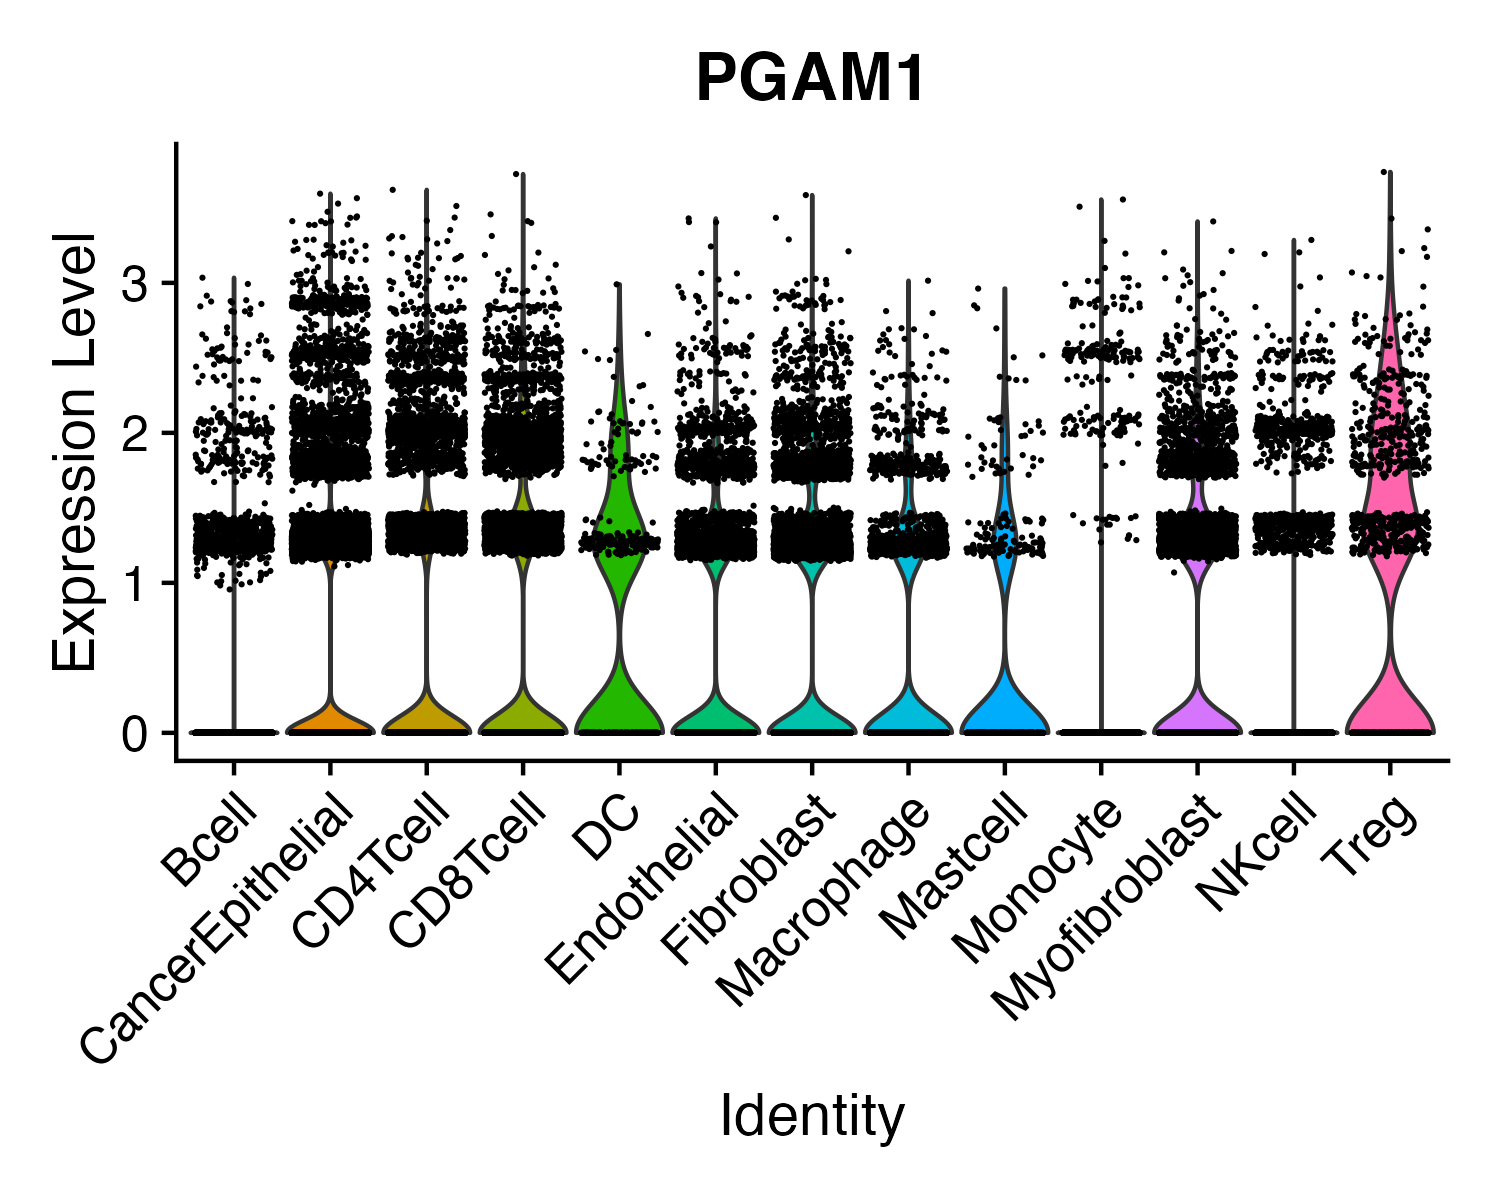 PGAM1
Expression Level
3
2
1
0
Bcell
CancerEpithelial
CD4Tcell
CD8Tcell
DC
Endothelial
Fibroblast
Macrophage
Mastcell
Monocyte
Myofibroblast
NKcell
Treg
Identity